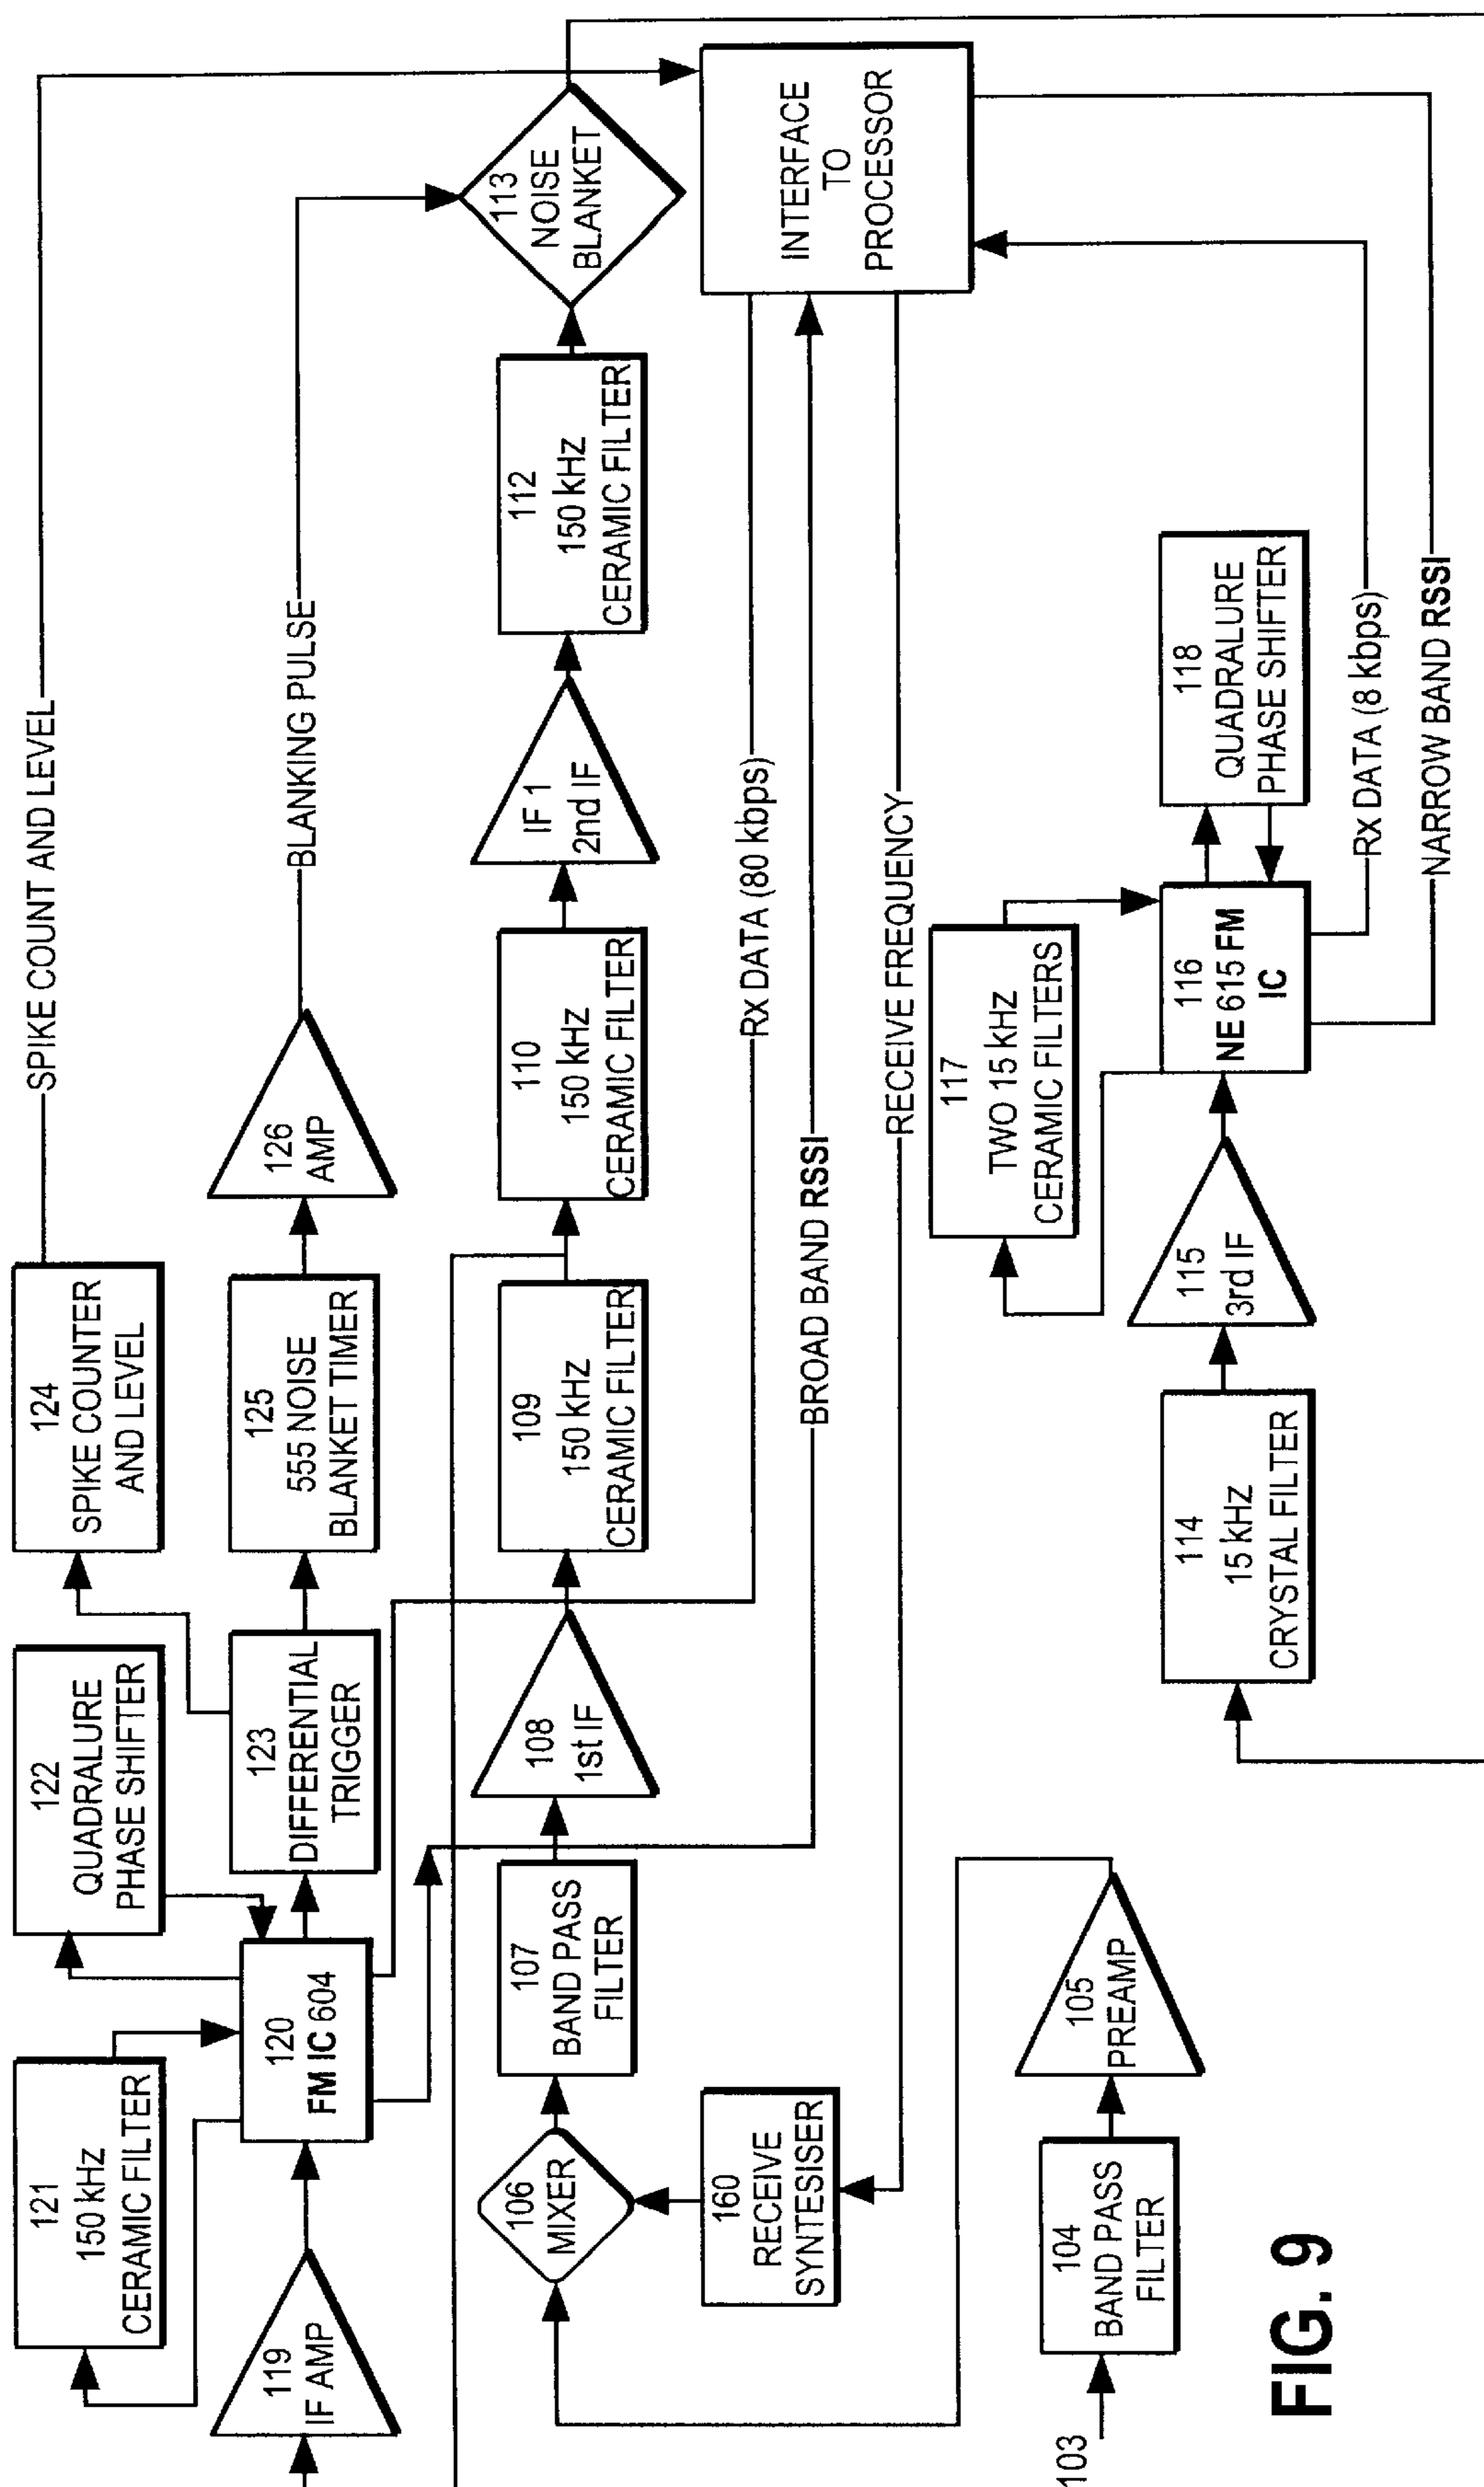 SPIKE COUNT AND LEVEL
121
150 kHz
CERAMIC FILTER
122
QUADRALURE
PHASE SHIFTER
124
SPIKE COUNTER
AND LEVEL
119
IF AMP
120
FM IC 604
123
DIFFERENTIAL
TRIGGER
125
555 NOISE
BLANKET TIMER
126
AMP
BLANKING PULSE
106
MIXER
107
BAND PASS
FILTER
108
1st IF
109
150 kHz
CERAMIC FILTER
110
150 kHz
CERAMIC FILTER
IF 1
2nd IF
112
150 kHz
CERAMIC FILTER
113
NOISE
BLANKET
160
RECEIVE
SYNTESISER
Rx DATA (80 kbps)
BROAD BAND RSSI
RECEIVE FREQUENCY
INTERFACE
TO
PROCESSOR
117
TWO 15 kHz
CERAMIC FILTERS
103
104
BAND PASS
FILTER
105
PREAMP
114
15 kHz
CRYSTAL FILTER
115
3rd IF
116
NE 615 FM
IC
118
QUADRALURE
PHASE SHIFTER
Rx DATA (8 kbps)
NARROW BAND RSSI
FIG. 9